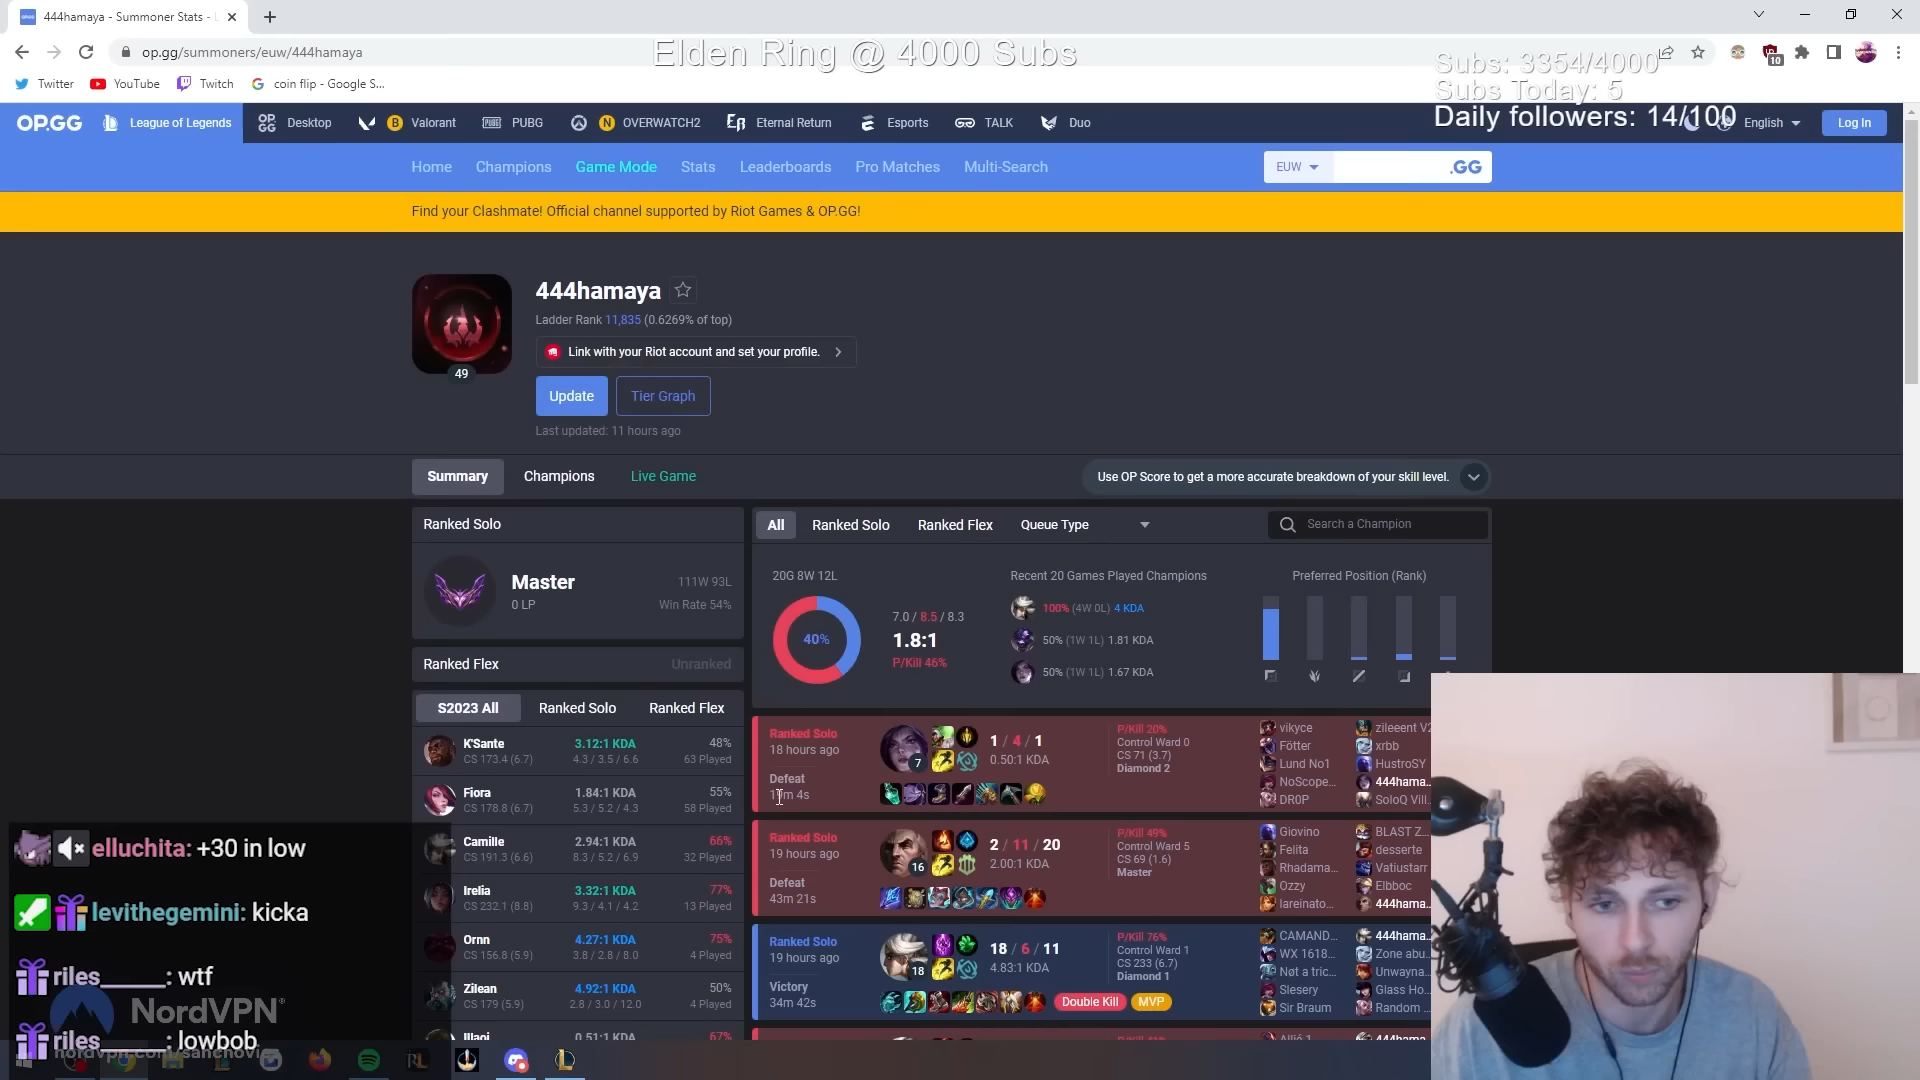 444hamaya - Summoner Stats -
op.gg/summoners/euw/444hamaya
Elden Ring @ 4000 Subs
Subs: 3354/4000
Subs Today: 5
Daily followers: 14/100
10
Twitter YouTube Twitch coin flip - Google S...
OP.GG League of Legends Desktop Valorant PUBG OVERWATCH2 Eternal Return Esports TALK Duo English Log In
Home Champions Game Mode Stats Leaderboards Pro Matches Multi-Search EUW .GG
Find your Clashmate! Official channel supported by Riot Games & OP.GG!
444hamaya
Ladder Rank 11,835 (0.6269% of top)
Link with your Riot account and set your profile.
49
Update Tier Graph
Last updated: 11 hours ago
Summary Champions Live Game
Use OP Score to get a more accurate breakdown of your skill level.
Ranked Solo
Master 111W 93L
0 LP Win Rate 54%
Ranked Flex Unranked
S2023 All Ranked Solo Ranked Flex
K'Sante 3.12:1 KDA 48%
CS 173.4 (6.7) 4.3 / 3.5 / 6.6 63 Played
Fiora 1.84:1 KDA 55%
CS 178.8 (6.7) 5.3 / 5.2 / 4.3 58 Played
Camille 2.94:1 KDA 66%
CS 191.3 (6.6) 8.3 / 5.2 / 6.9 32 Played
Irelia 3.32:1 KDA 77%
CS 232.1 (8.8) 9.3 / 4.1 / 4.2 13 Played
Ornn 4.27:1 KDA 75%
CS 156.8 (5.9) 3.8 / 2.8 / 8.0 4 Played
Zilean 4.92:1 KDA 50%
CS 179 (5.9) 2.8 / 3.0 / 12.0 4 Played
Illaoi 0.51:1 KDA 67%
All Ranked Solo Ranked Flex Queue Type Search a Champion
20G 8W 12L
40%
7.0 / 8.5 / 8.3
1.8:1
P/Kill 46%
Recent 20 Games Played Champions
100% (4W 0L) 4 KDA
50% (1W 1L) 1.81 KDA
50% (1W 1L) 1.67 KDA
Preferred Position (Rank)
Ranked Solo
18 hours ago
Defeat
4s
7
1 / 4 / 1
0.50:1 KDA
P/Kill 20%
Control Ward 0
CS 71 (3.7)
Diamond 2
vikyce zileeent V2
Fötter xrbb
Lund No1 HustroSY
NoScope... 444hama...
DR0P SoloQ Vill...
Ranked Solo
19 hours ago
Defeat
43m 21s
16
2 / 11 / 20
2.00:1 KDA
P/Kill 49%
Control Ward 5
CS 69 (1.6)
Master
Giovino BLAST Z...
Felita desserte
Rhadama... Vatiustarr
Ozzy Elbboc
lareinato... 444hama...
Ranked Solo
19 hours ago
Victory
34m 42s
18
18 / 6 / 11
4.83:1 KDA
Double Kill MVP
P/Kill 76%
Control Ward 1
CS 233 (6.7)
Diamond 1
CAMAND... 444hama...
WX 1618... Zone abu...
Nøt a tric... Unwayna...
Slesery Glass Ho...
Sir Braum Random ...
elluchita: +30 in low
levithegemini: kicka
riles_____: wtf
NordVPN
riles_____: lowbob